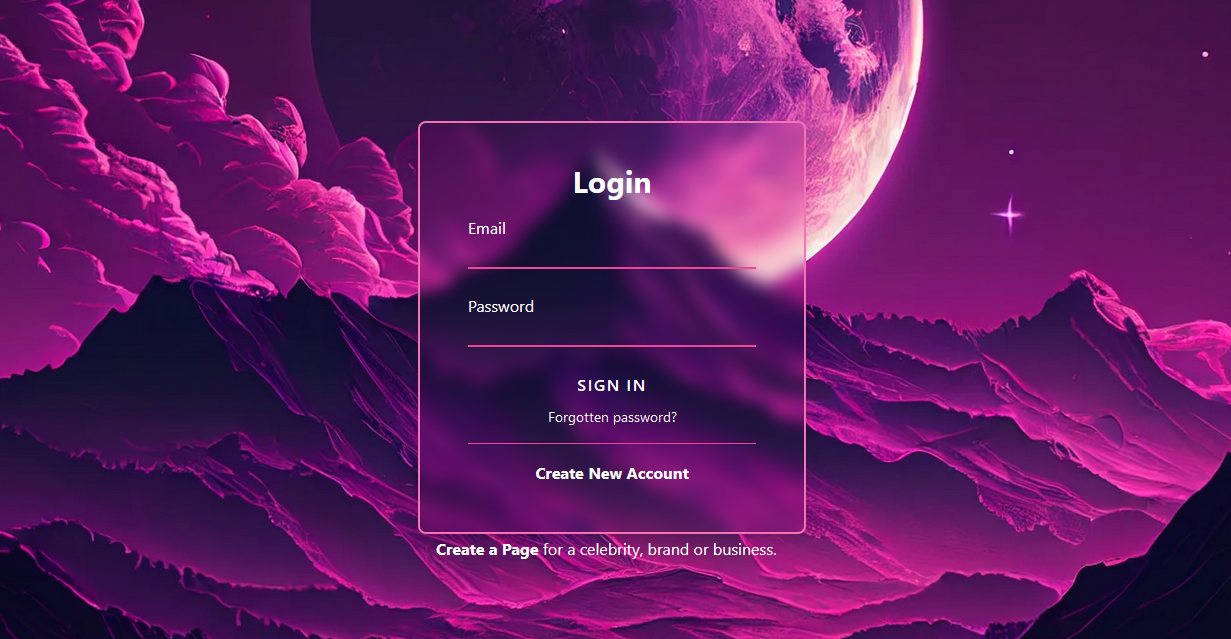 Login
Email
Password
SIGN IN
Forgotten password?
Create New Account
Create a Page for a celebrity, brand or business.